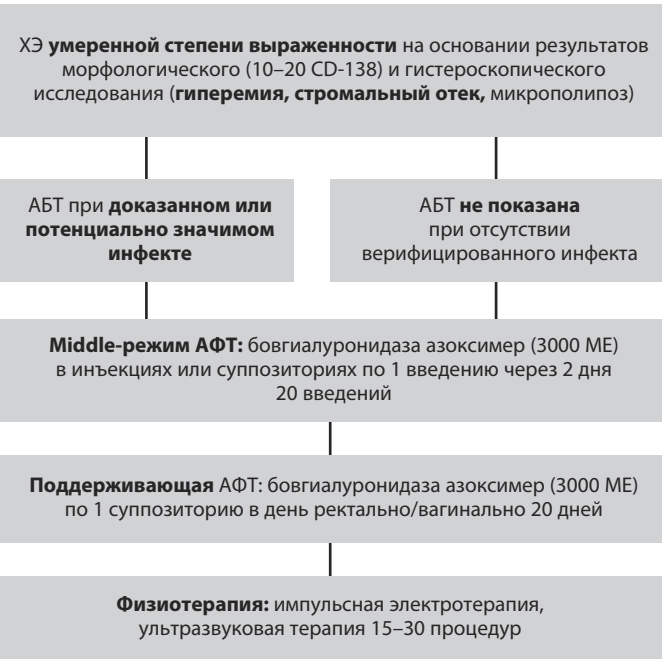 ХЭ умеренной степени выраженности на основании результатов
морфологического (10–20 CD-138) и гистероскопического
исследования (гиперемия, стромальный отек, микрополипоз)
АБТ при доказанном или
потенциально значимом
инфекте
АБТ не показана
при отсутствии
верифицированного инфекта
Middle-режим АФТ: бовгиалуронидаза азоксимер (3000 МЕ)
в инъекциях или суппозиториях по 1 введению через 2 дня
20 введений
Поддерживающая АФТ: бовгиалуронидаза азоксимер (3000 МЕ)
по 1 суппозиторию в день ректально/вагинально 20 дней
Физиотерапия: импульсная электротерапия,
ультразвуковая терапия 15–30 процедур